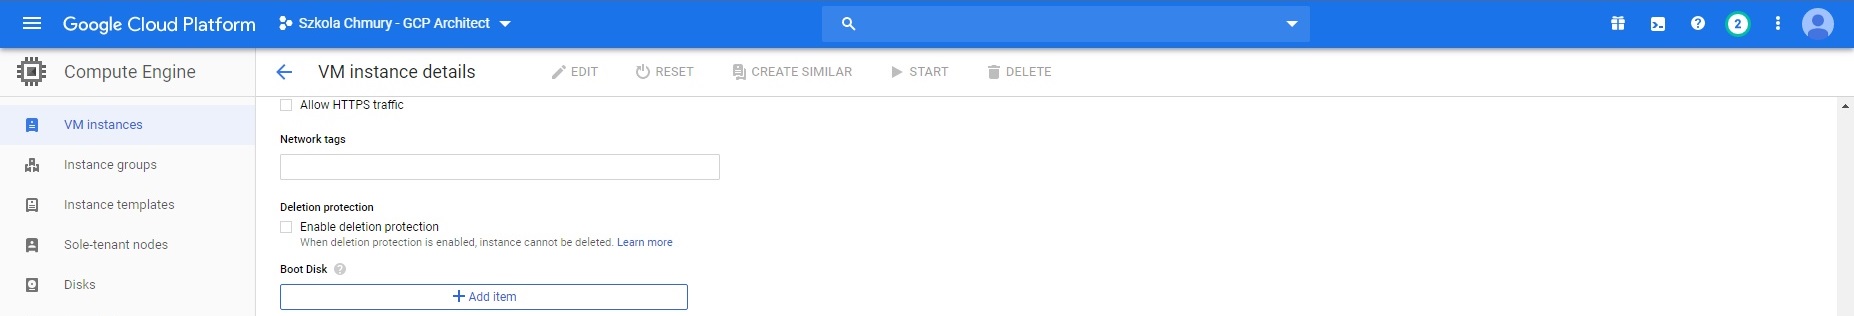 Google Cloud Platform Szkola Chmury - GCP Architect 2
Compute Engine VM instance details EDIT RESET CREATE SIMILAR START DELETE
VM instances
Instance groups
Instance templates
Sole-tenant nodes
Disks
Allow HTTPS traffic
Network tags
Deletion protection
Enable deletion protection
When deletion protection is enabled, instance cannot be deleted. Learn more
Boot Disk ?
+ Add item